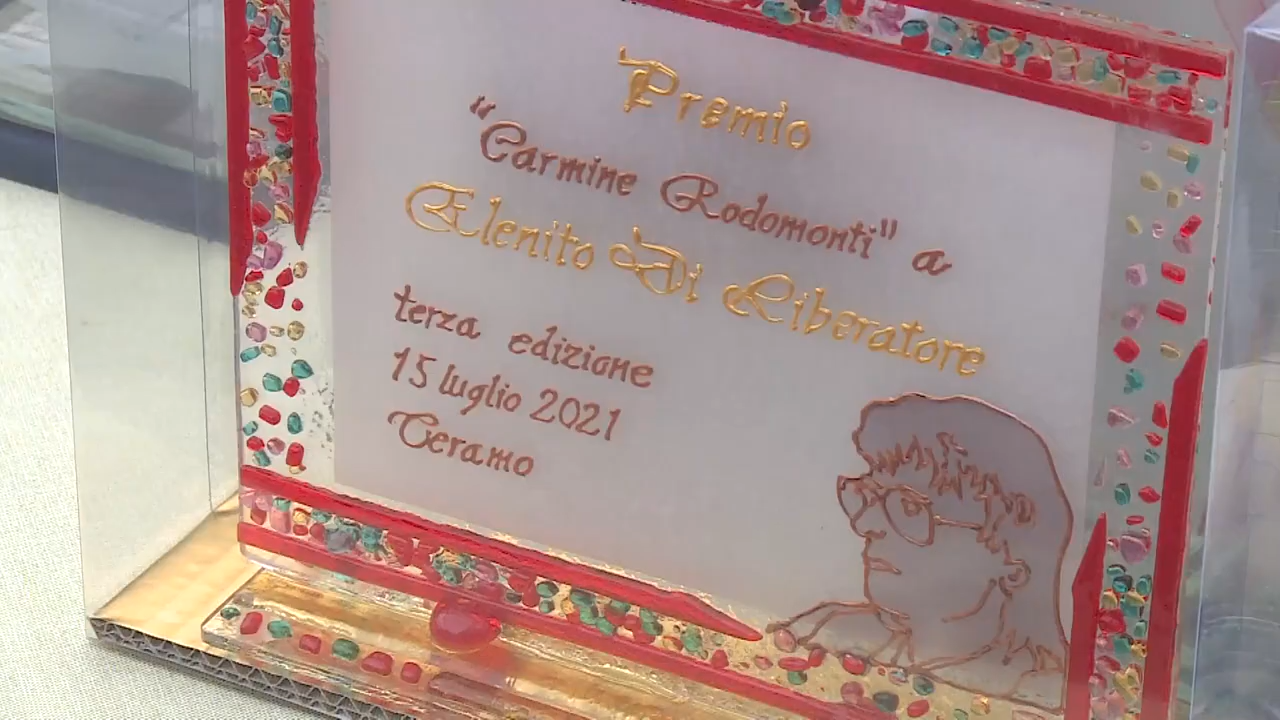 Premio
"Carmine Rodomonti" a
Elenito Di Liberatore
terza edizione
15 luglio 2021
Teramo